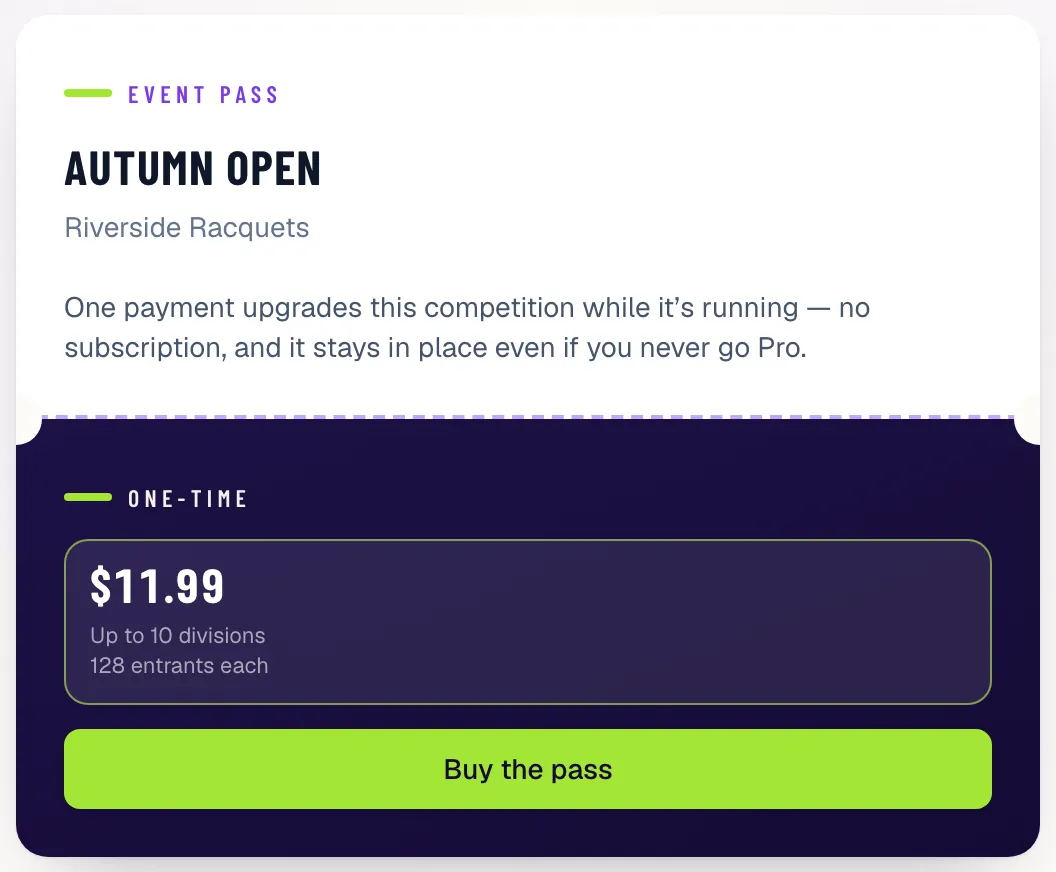 EVENT PASS
AUTUMN OPEN
Riverside Racquets
One payment upgrades this competition while it’s running — no
subscription, and it stays in place even if you never go Pro.
ONE-TIME
$11.99
Up to 10 divisions
128 entrants each
Buy the pass